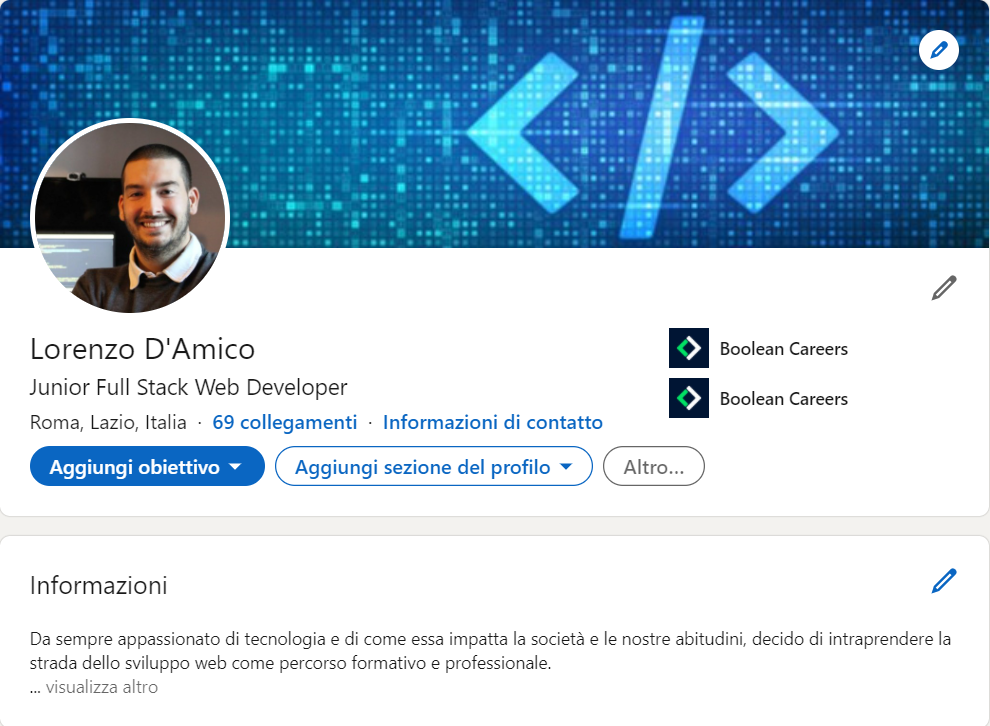 Lorenzo D'Amico
Junior Full Stack Web Developer
Roma, Lazio, Italia · 69 collegamenti · Informazioni di contatto
Boolean Careers
Boolean Careers
Aggiungi obiettivo
Aggiungi sezione del profilo
Altro...
Informazioni
Da sempre appassionato di tecnologia e di come essa impatta la società e le nostre abitudini, decido di intraprendere la
strada dello sviluppo web come percorso formativo e professionale.
... visualizza altro